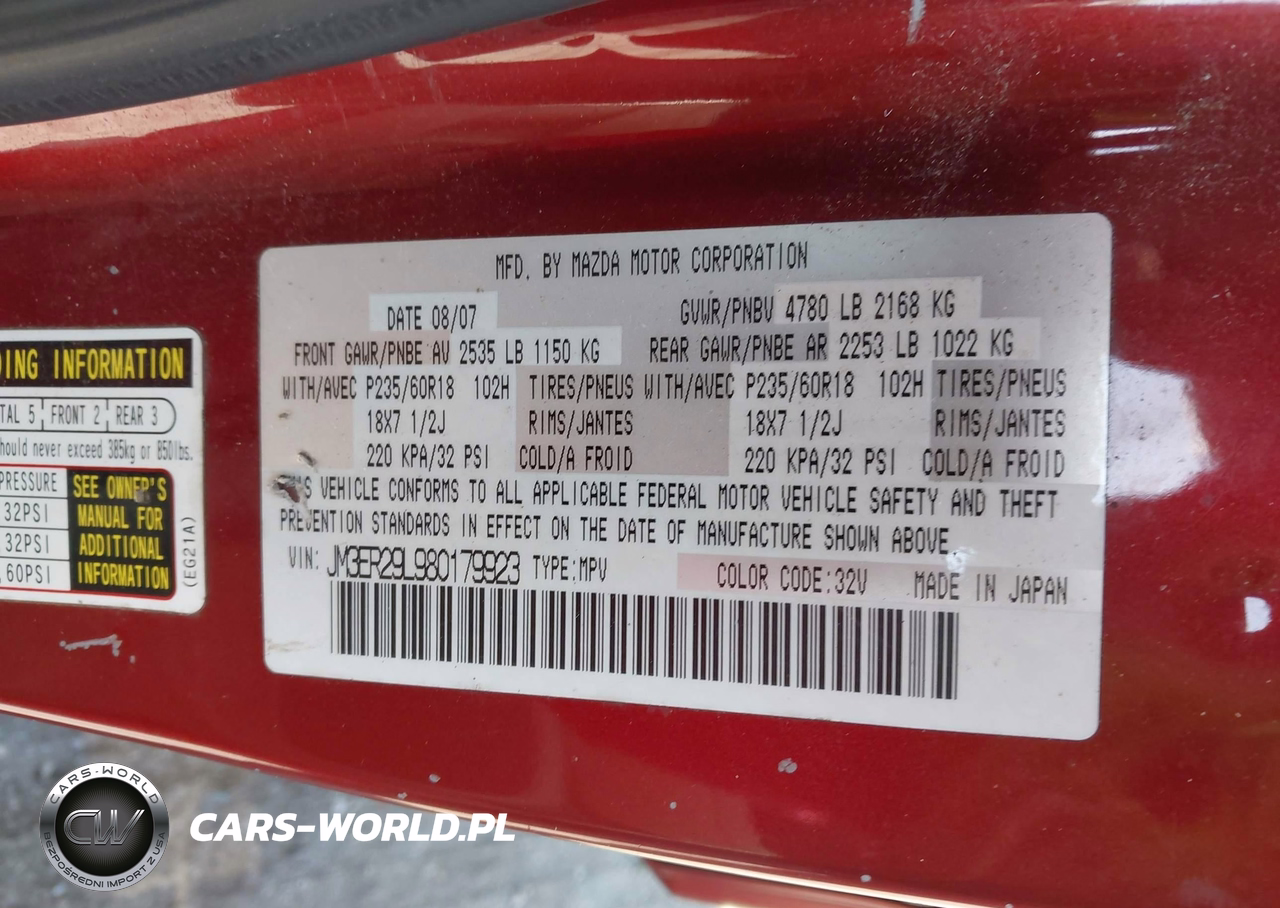 MFD. BY MAZDA MOTOR CORPORATION
DATE 08/07 GVWR/PNBV 4780 LB 2168 KG
FRONT GAWR/PNBE AV 2535 LB 1150 KG REAR GAWR/PNBE AR 2253 LB 1022 KG
WITH/AVEC P235/60R18 102H TIRES/PNEUS WITH/AVEC P235/60R18 102H TIRES/PNEUS
18X7 1/2J RIMS/JANTES 18X7 1/2J RIMS/JANTES
220 KPA/32 PSI COLD/A FROID 220 KPA/32 PSI COLD/A FROID
THIS VEHICLE CONFORMS TO ALL APPLICABLE FEDERAL MOTOR VEHICLE SAFETY AND THEFT
PREVENTION STANDARDS IN EFFECT ON THE DATE OF MANUFACTURE SHOWN ABOVE.
VIN: JM3ER29L980179923 TYPE:MPV COLOR CODE:32V MADE IN JAPAN
DING INFORMATION
TAL 5 FRONT 2 REAR 3
hould never exceed 385kg or 850lbs.
PRESSURE SEE OWNER'S
32PSI MANUAL FOR
32PSI ADDITIONAL
60PSI INFORMATION
(EG21A)
CARS-WORLD
CW
BEZPOŚREDNI IMPORT Z USA
CARS-WORLD.PL